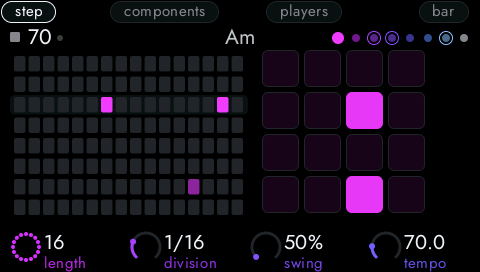 step components players bar
70 Am
16 1/16 50% 70.0
length division swing tempo